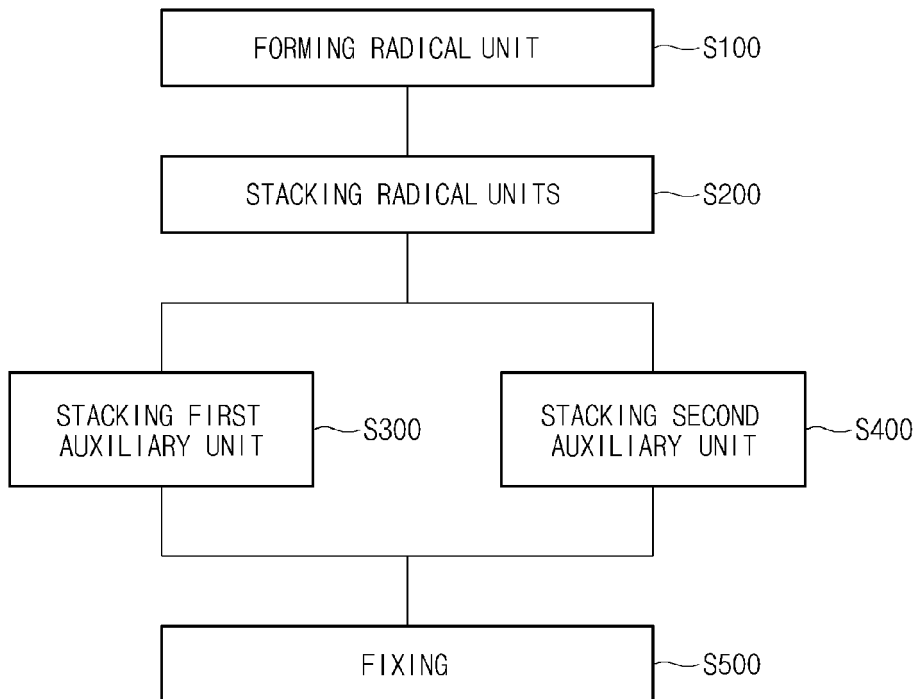 FORMING RADICAL UNIT
S100
STACKING RADICAL UNITS
S200
STACKING FIRST
AUXILIARY UNIT
S300
STACKING SECOND
AUXILIARY UNIT
S400
FIXING
S500